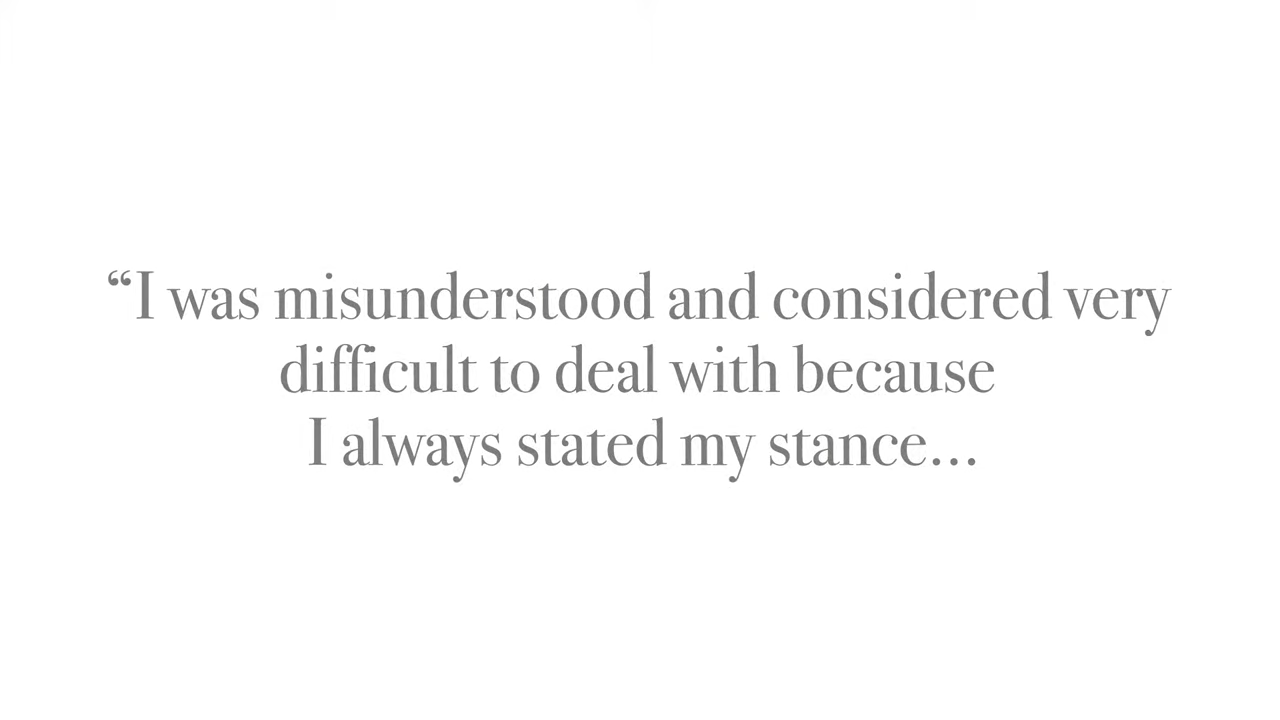 “I was misunderstood and considered very
difficult to deal with because
I always stated my stance...